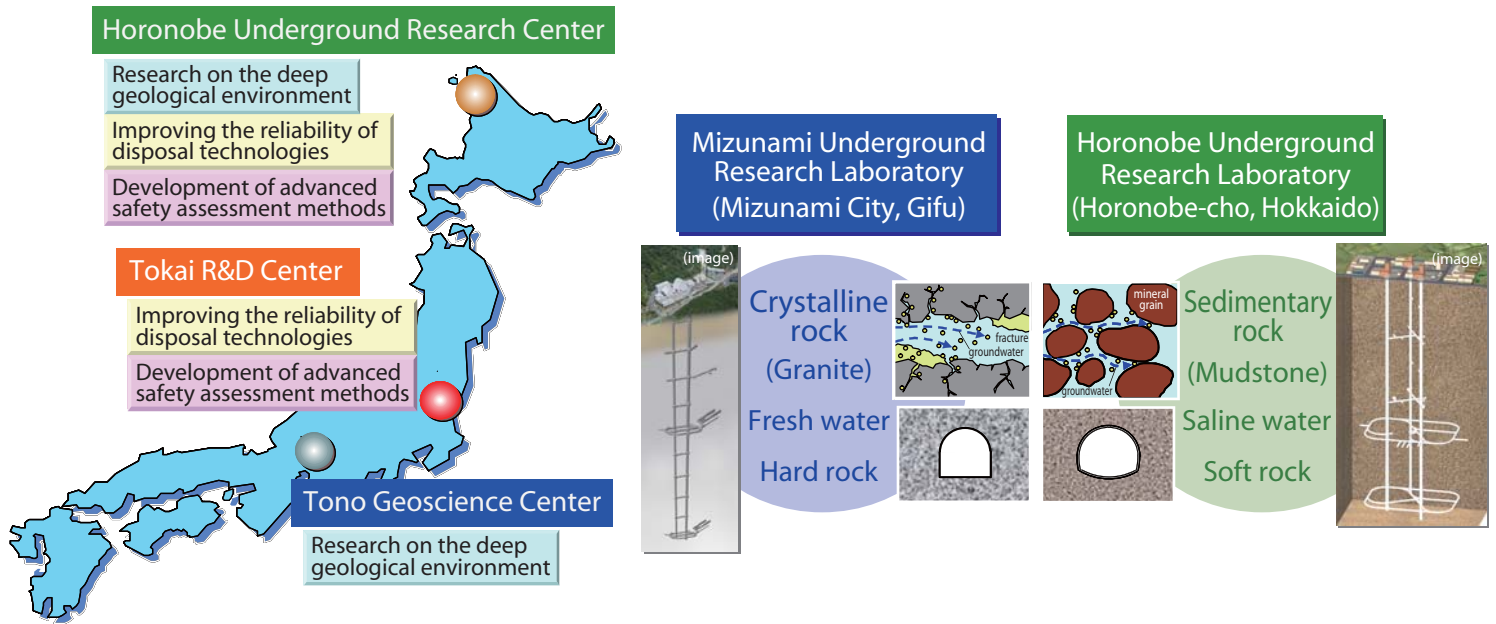 Horonobe Underground Research Center
Research on the deep
geological environment
Improving the reliability of
disposal technologies
Development of advanced
safety assessment methods
Tokai R&D Center
Improving the reliability of
disposal technologies
Development of advanced
safety assessment methods
Tono Geoscience Center
Research on the deep
geological environment
Mizunami Underground
Research Laboratory
(Mizunami City, Gifu)
(image)
Crystalline
rock
(Granite)
Fresh water
Hard rock
fracture
groundwater
Horonobe Underground
Research Laboratory
(Horonobe-cho, Hokkaido)
mineral
grain
groundwater
Sedimentary
rock
(Mudstone)
Saline water
Soft rock
(image)